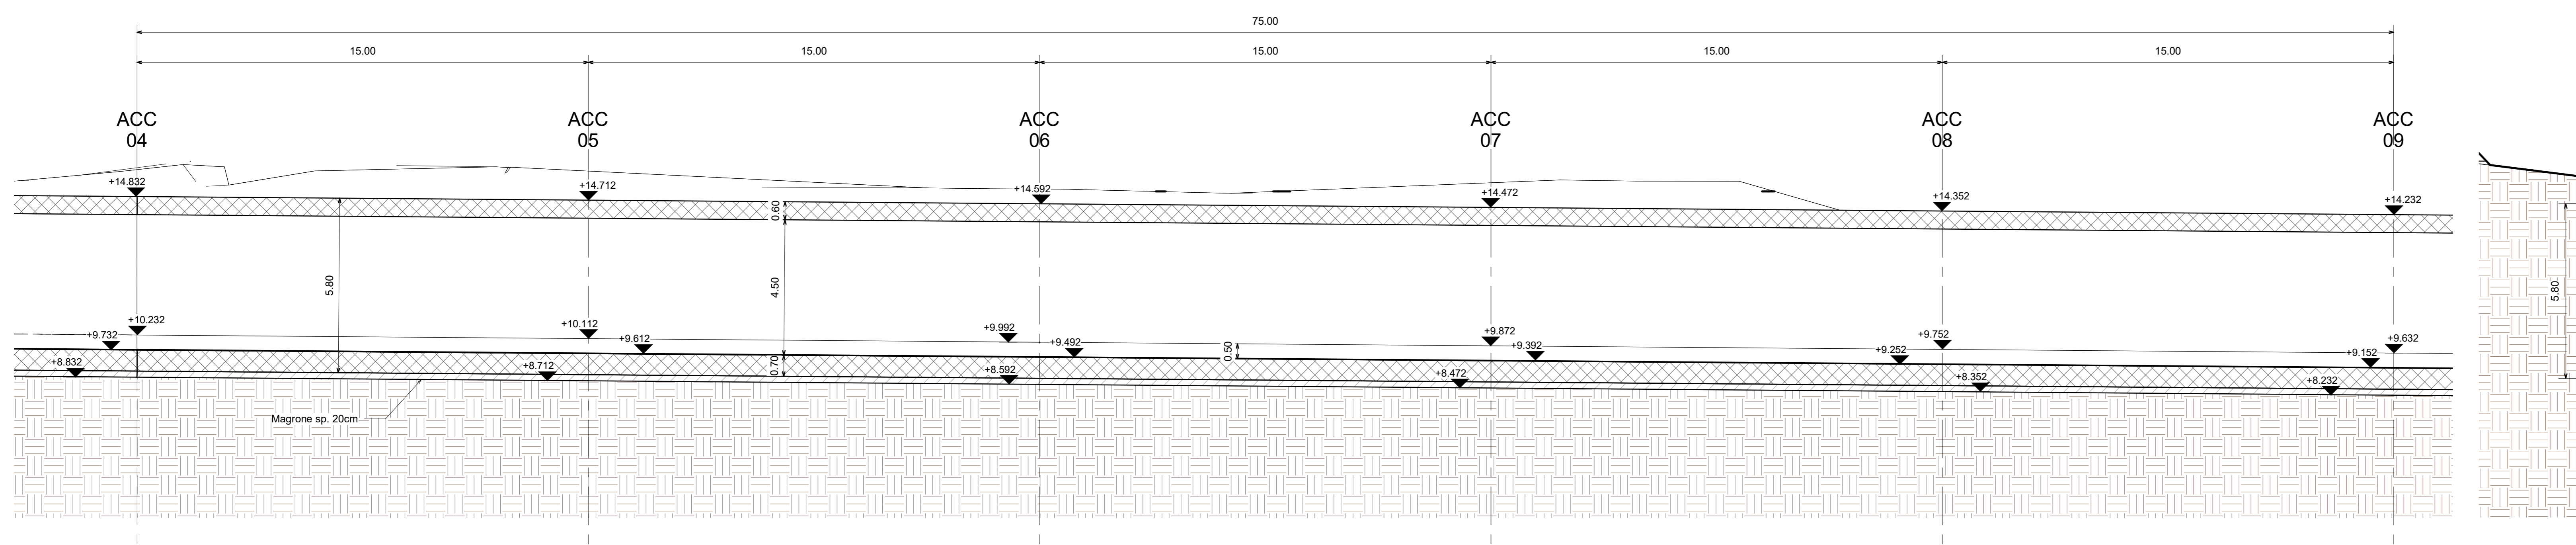 75.00
15.00 15.00 15.00 15.00 15.00
ACC ACC ACC ACC ACC ACC
04 05 06 07 08 09
+14.832 +14.712 +14.592 +14.472 +14.352 +14.232
0.60
5.80 4.50 5.80
+10.232 +10.112 +9.992 +9.872 +9.752 +9.632
+9.732 +9.612 +9.492 0.50 +9.392 +9.252 +9.152
+8.832 +8.712 0.70 +8.592 +8.472 +8.352 +8.232
Magrone sp. 20cm